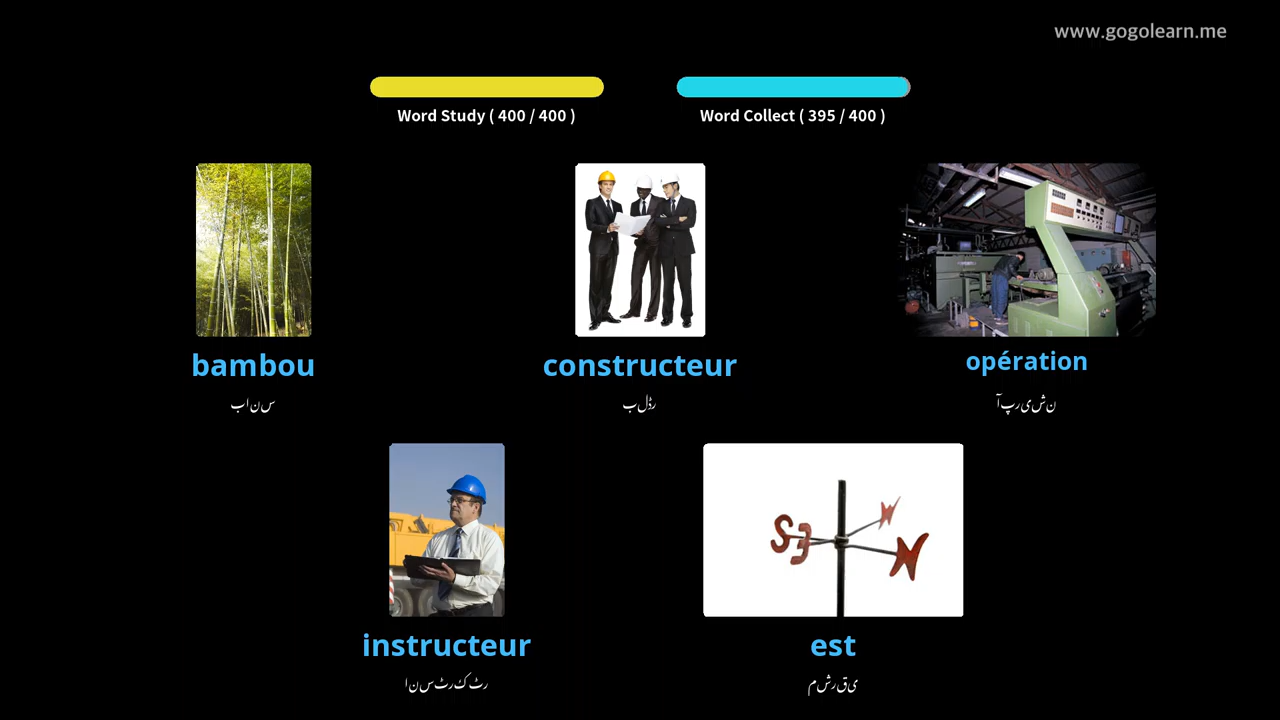 www.gogolearn.me
Word Study ( 400 / 400 )
Word Collect ( 395 / 400 )
bambou
بانس
constructeur
بلڈر
opération
آپریشن
instructeur
انسٹرکٹر
est
مشرقی
S
E
N
W